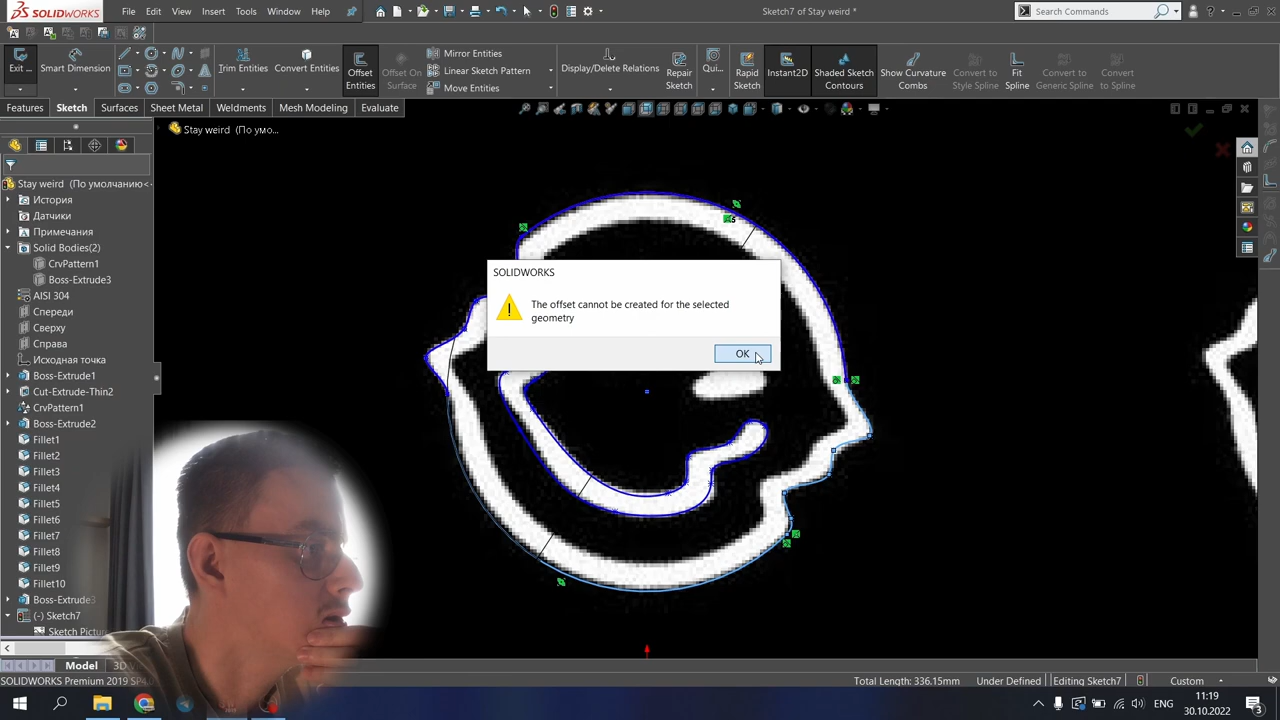 SOLIDWORKS
File
Edit
View
Insert
Tools
Window
Help
Sketch7 of Stay weird *
Search Commands
Exit ...
Smart Dimension
Trim Entities
Convert Entities
Offset
Entities
Offset On
Surface
Mirror Entities
Linear Sketch Pattern
Move Entities
Display/Delete Relations
Repair
Sketch
Qui...
Rapid
Sketch
Instant2D
Shaded Sketch
Contours
Show Curvature
Combs
Convert to
Style Spline
Fit
Spline
Convert to
Generic Spline
Convert
to Spline
Features
Sketch
Surfaces
Sheet Metal
Weldments
Mesh Modeling
Evaluate
Stay weird (По умо...
Stay weird (По умолчанию<
История
Датчики
Примечания
Solid Bodies(2)
CrvPattern1
Boss-Extrude3
AISI 304
Спереди
Сверху
Справа
Исходная точка
Boss-Extrude1
Cut-Extrude-Thin2
CrvPattern1
Boss-Extrude2
Fillet1
Fillet2
Fillet3
Fillet4
Fillet5
Fillet6
Fillet7
Fillet8
Fillet9
Fillet10
Boss-Extrude3
(-) Sketch7
Sketch Pictu
SOLIDWORKS
The offset cannot be created for the selected
geometry
OK
Model
3D
SOLIDWORKS Premium 2019 SP4.
Total Length: 336.15mm
Under Defined
Editing Sketch7
Custom
ENG
11:19
30.10.2022
3